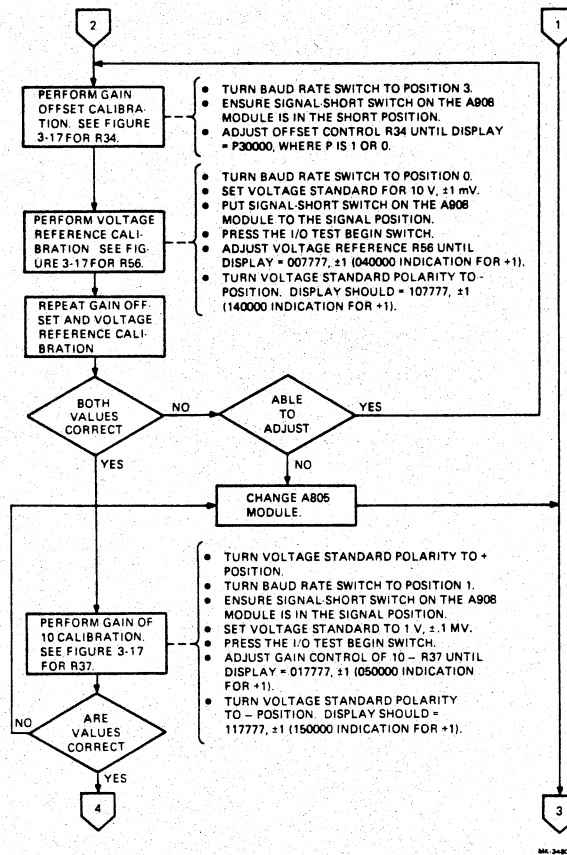 2
1
PERFORM GAIN
OFFSET CALIBRA-
TION. SEE FIGURE
3-17 FOR R34.
• TURN BAUD RATE SWITCH TO POSITION 3.
• ENSURE SIGNAL-SHORT SWITCH ON THE A908
MODULE IS IN THE SHORT POSITION.
• ADJUST OFFSET CONTROL R34 UNTIL DISPLAY
= P30000, WHERE P IS 1 OR 0.
PERFORM VOLTAGE
REFERENCE CALI-
BRATION SEE FIG-
URE 3-17 FOR R56.
• TURN BAUD RATE SWITCH TO POSITION 0.
• SET VOLTAGE STANDARD FOR 10 V, ±1 mV.
• PUT SIGNAL-SHORT SWITCH ON THE A908
MODULE TO THE SIGNAL POSITION.
• PRESS THE I/O TEST BEGIN SWITCH.
• ADJUST VOLTAGE REFERENCE R56 UNTIL
DISPLAY = 007777, ±1 (040000 INDICATION FOR +1).
• TURN VOLTAGE STANDARD POLARITY TO -
POSITION. DISPLAY SHOULD = 107777, ±1
(140000 INDICATION FOR +1).
REPEAT GAIN OFF-
SET AND VOLTAGE
REFERENCE CALI-
BRATION
BOTH
VALUES
CORRECT
NO
ABLE
TO
ADJUST
YES
YES
NO
CHANGE A805
MODULE.
PERFORM GAIN OF
10 CALIBRATION.
SEE FIGURE 3-17
FOR R37.
• TURN VOLTAGE STANDARD POLARITY TO +
POSITION.
• TURN BAUD RATE SWITCH TO POSITION 1.
• ENSURE SIGNAL-SHORT SWITCH ON THE A908
MODULE IS IN THE SIGNAL POSITION.
• SET VOLTAGE STANDARD TO 1 V, ±.1 MV.
• PRESS THE I/O TEST BEGIN SWITCH.
• ADJUST GAIN CONTROL OF 10 – R37 UNTIL
DISPLAY = 017777, ±1 (050000 INDICATION
FOR +1).
• TURN VOLTAGE STANDARD POLARITY
TO – POSITION. DISPLAY SHOULD =
117777, ±1 (150000 INDICATION FOR +1).
NO
ARE
VALUES
CORRECT
YES
4
3